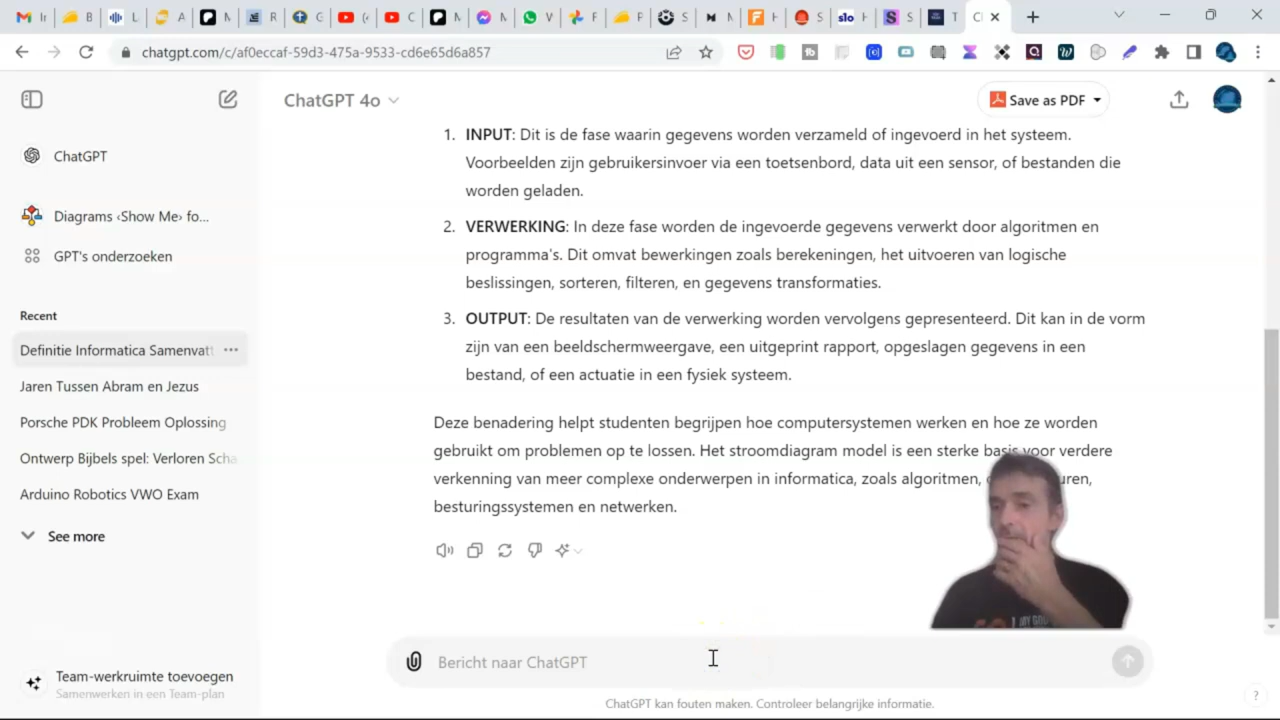 chatgpt.com/c/af0eccaf-59d3-475a-9533-cd6e65d6a857
ChatGPT 4o
Save as PDF
ChatGPT
Diagrams ‹Show Me› fo...
GPT's onderzoeken
Recent
Definitie Informatica Samenvatt
Jaren Tussen Abram en Jezus
Porsche PDK Probleem Oplossing
Ontwerp Bijbels spel: Verloren Scha
Arduino Robotics VWO Exam
See more
Team-werkruimte toevoegen
Samenwerken in een Team-plan
1. INPUT: Dit is de fase waarin gegevens worden verzameld of ingevoerd in het systeem.
Voorbeelden zijn gebruikersinvoer via een toetsenbord, data uit een sensor, of bestanden die
worden geladen.
2. VERWERKING: In deze fase worden de ingevoerde gegevens verwerkt door algoritmen en
programma's. Dit omvat bewerkingen zoals berekeningen, het uitvoeren van logische
beslissingen, sorteren, filteren, en gegevens transformaties.
3. OUTPUT: De resultaten van de verwerking worden vervolgens gepresenteerd. Dit kan in de vorm
zijn van een beeldschermweergave, een uitgeprint rapport, opgeslagen gegevens in een
bestand, of een actuatie in een fysiek systeem.
Deze benadering helpt studenten begrijpen hoe computersystemen werken en hoe ze worden
gebruikt om problemen op te lossen. Het stroomdiagram model is een sterke basis voor verdere
verkenning van meer complexe onderwerpen in informatica, zoals algoritmen,
besturingssystemen en netwerken.
Bericht naar ChatGPT
ChatGPT kan fouten maken. Controleer belangrijke informatie.